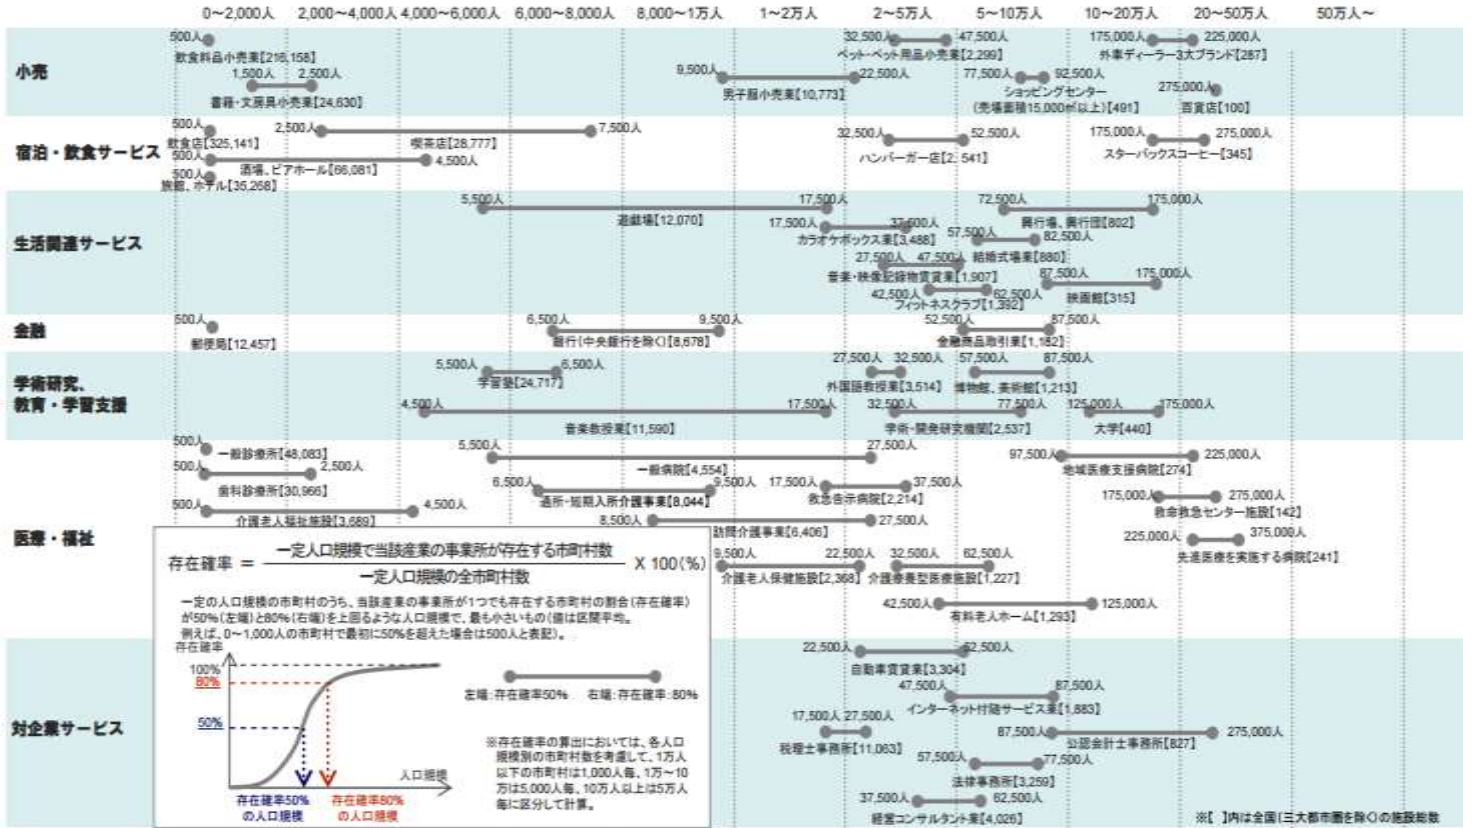 0～2,000人 2,000～4,000人 4,000～6,000人 6,000～8,000人 8,000～1万人 1～2万人 2～5万人 5～10万人 10～20万人 20～50万人 50万人～
小売
500人
飲食料品小売業【216,158】
1,500人 2,500人
書籍・文房具小売業【24,630】
9,500人 22,500人
男子服小売業【10,773】
32,500人 47,500人
ペット・ペット用品小売業【2,299】
77,500人 92,500人
ショッピングセンター
(売場面積15,000㎡以上)【491】
175,000人 225,000人
外車ディーラー3大ブランド【287】
275,000人
百貨店【100】
宿泊・飲食サービス
500人
飲食店【325,141】
2,500人 7,500人
喫茶店【28,777】
500人 4,500人
酒場、ビアホール【66,081】
500人
旅館、ホテル【35,268】
32,500人 52,500人
ハンバーガー店【2,541】
175,000人 275,000人
スターバックスコーヒー【345】
生活関連サービス
5,500人 17,500人
遊戯場【12,070】
17,500人 37,500人
カラオケボックス業【3,488】
27,500人 47,500人
音楽・映像記録物賃貸業【1,907】
42,500人 62,500人
フィットネスクラブ【1,392】
72,500人 175,000人
興行場、興行団【802】
57,500人 82,500人
結婚式場業【880】
87,500人 175,000人
映画館【315】
金融
500人
郵便局【12,457】
6,500人 9,500人
銀行(中央銀行を除く)【8,678】
52,500人 87,500人
金融商品取引業【1,182】
学術研究、
教育・学習支援
5,500人 6,500人
学習塾【24,717】
4,500人 17,500人
音楽教授業【11,590】
27,500人 32,500人
外国語教授業【3,514】
57,500人 87,500人
博物館、美術館【1,213】
32,500人 77,500人
学術・開発研究機関【2,537】
125,000人 175,000人
大学【440】
医療・福祉
500人
一般診療所【48,083】
500人 2,500人
歯科診療所【30,966】
500人 4,500人
介護老人福祉施設【3,689】
5,500人 27,500人
一般病院【4,554】
6,500人 9,500人
通所・短期入所介護事業【8,044】
17,500人 37,500人
救急告示病院【2,214】
8,500人 27,500人
訪問介護事業【6,406】
9,500人 22,500人
介護老人保健施設【2,368】
32,500人 62,500人
介護療養型医療施設【1,227】
42,500人 125,000人
有料老人ホーム【1,293】
97,500人 225,000人
地域医療支援病院【274】
175,000人 275,000人
救命救急センター施設【142】
225,000人 375,000人
先進医療を実施する病院【241】
対企業サービス
22,500人 52,500人
自動車賃貸業【3,304】
47,500人 87,500人
インターネット付随サービス業【1,883】
17,500人 27,500人
税理士事務所【11,063】
87,500人 275,000人
公認会計士事務所【827】
57,500人 77,500人
法律事務所【3,259】
37,500人 62,500人
経営コンサルタント業【4,026】
存在確率 = 一定人口規模で当該産業の事業所が存在する市町村数
一定人口規模の全市町村数
X 100(%)
一定の人口規模の市町村のうち、当該産業の事業所が1つでも存在する市町村の割合(存在確率)
が50%(左端)と80%(右端)を上回るような人口規模で、最も小さいもの(値は区間平均。
例えば、0～1,000人の市町村で最初に50%を超えた場合は500人と表記)。
存在確率
100%
80%
50%
人口規模
存在確率50%
の人口規模
存在確率80%
の人口規模
左端:存在確率50% 右端:存在確率:80%
※存在確率の算出においては、各人口
規模別の市町村数を考慮して、1万人
以下の市町村は1,000人毎、1万～10
万は5,000人毎、10万人以上は5万人
毎に区分して計算。
※【 】内は全国(三大都市圏を除く)の施設総数